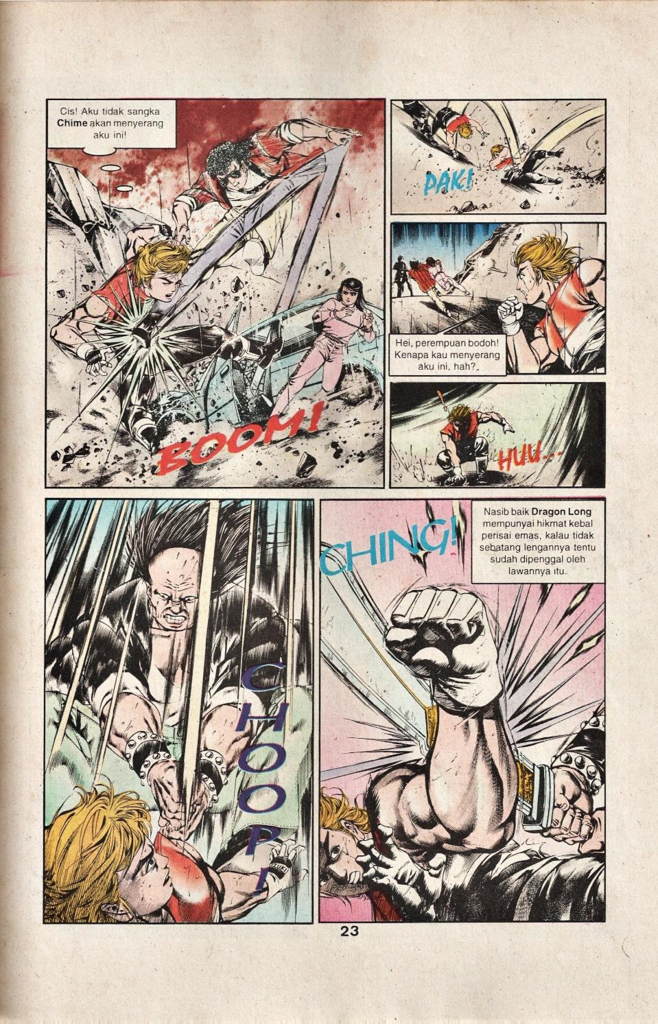 Cis! Aku tidak sangka
Chime akan menyerang
aku ini!
BOOM!
PAK!
Hei, perempuan bodoh!
Kenapa kau menyerang
aku ini, hah?
HUU...
CHOP!
CHING!
Nasib baik Dragon Long
mempunyai hikmat kebal
perisai emas, kalau tidak
sebatang lengannya tentu
sudah dipenggal oleh
lawannya itu.
23